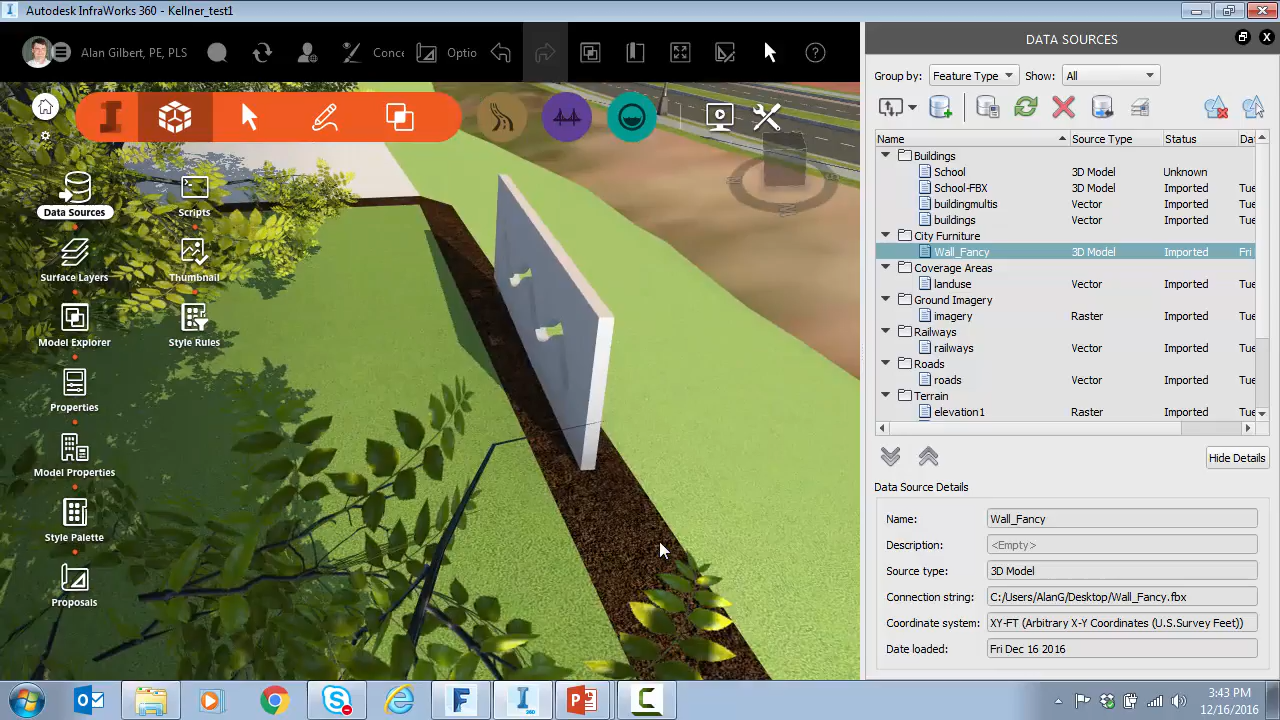 Autodesk InfraWorks 360 - Kellner_test1
Alan Gilbert, PE, PLS
Conce
Optio
Data Sources
Scripts
Surface Layers
Thumbnail
Model Explorer
Style Rules
Properties
Model Properties
Style Palette
Proposals
DATA SOURCES
Group by: Feature Type Show: All
Name Source Type Status Da
Buildings
School 3D Model Unknown
School-FBX 3D Model Imported Tue
buildingmultis Vector Imported Tue
buildings Vector Imported Tue
City Furniture
Wall_Fancy 3D Model Imported Fri
Coverage Areas
landuse Vector Imported Tue
Ground Imagery
imagery Raster Imported Tue
Railways
railways Vector Imported Tue
Roads
roads Vector Imported Tue
Terrain
elevation1 Raster Imported Tue
Hide Details
Data Source Details
Name: Wall_Fancy
Description: <Empty>
Source type: 3D Model
Connection string: C:/Users/AlanG/Desktop/Wall_Fancy.fbx
Coordinate system: XY-FT (Arbitrary X-Y Coordinates (U.S.Survey Feet))
Date loaded: Fri Dec 16 2016
3:43 PM
12/16/2016